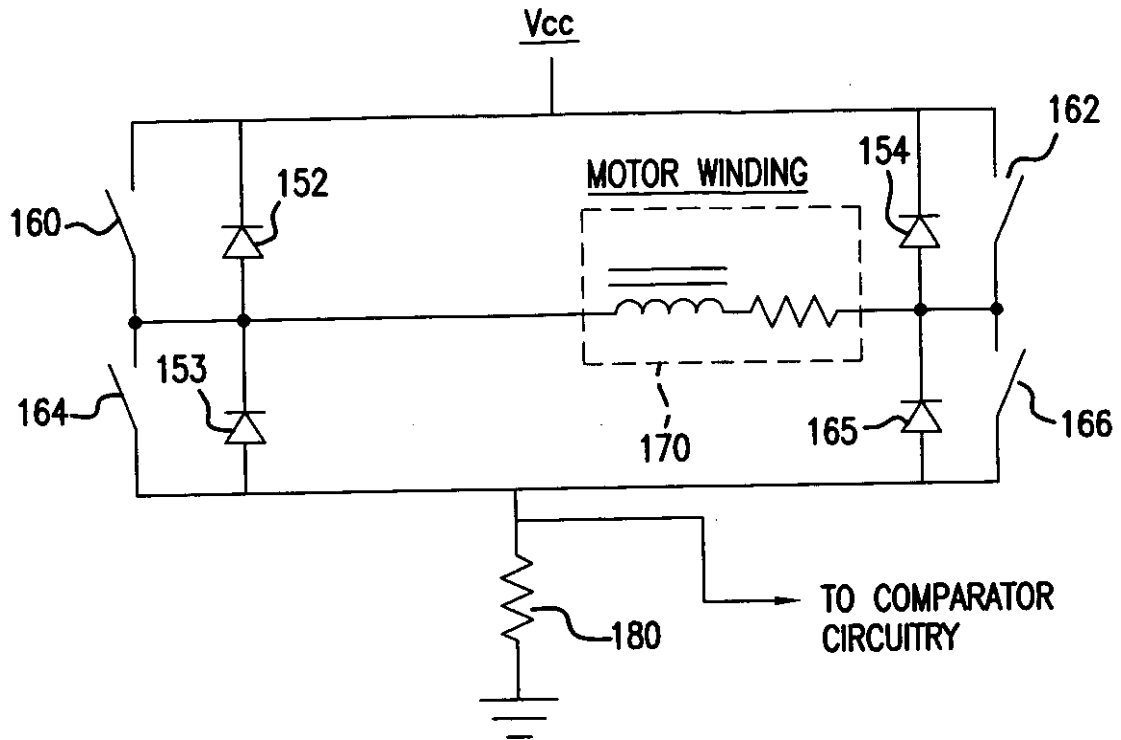 Vcc
162
154
MOTOR WINDING
152
160
153
164
170
165
166
180
TO COMPARATOR
CIRCUITRY